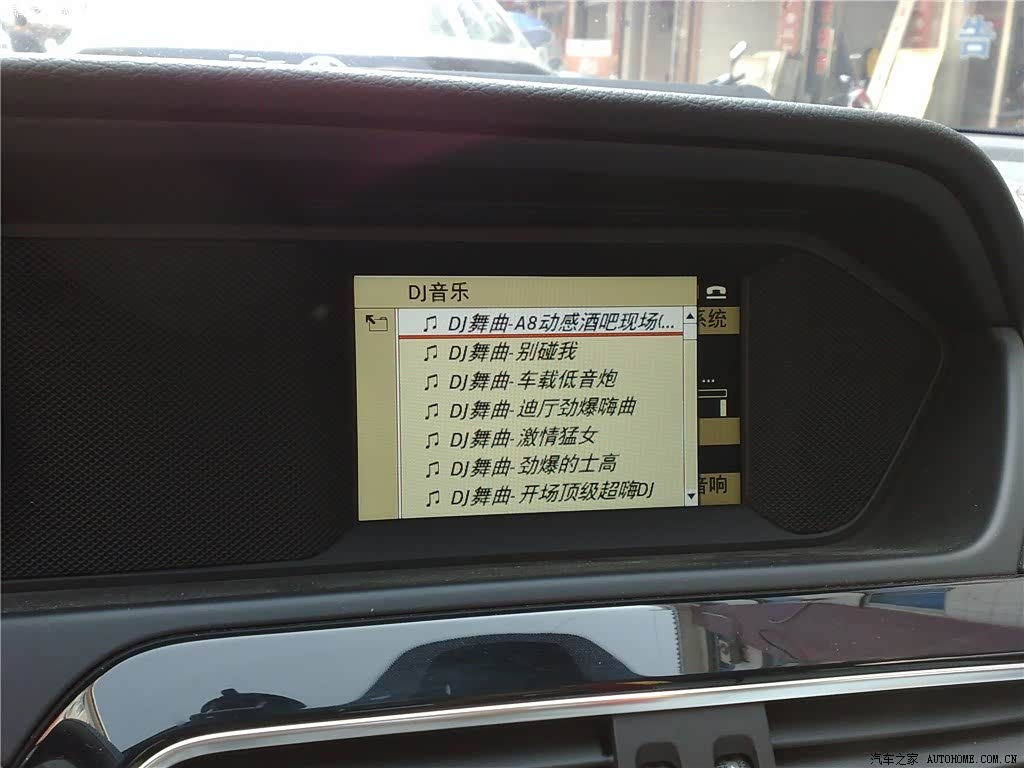 DJ音乐
DJ舞曲-A8动感酒吧现场(...
DJ舞曲-别碰我
DJ舞曲-车载低音炮
DJ舞曲-迪厅劲爆嗨曲
DJ舞曲-激情猛女
DJ舞曲-劲爆的士高
DJ舞曲-开场顶级超嗨DJ
系统
...
音响
汽车之家 AUTOHOME.COM.CN